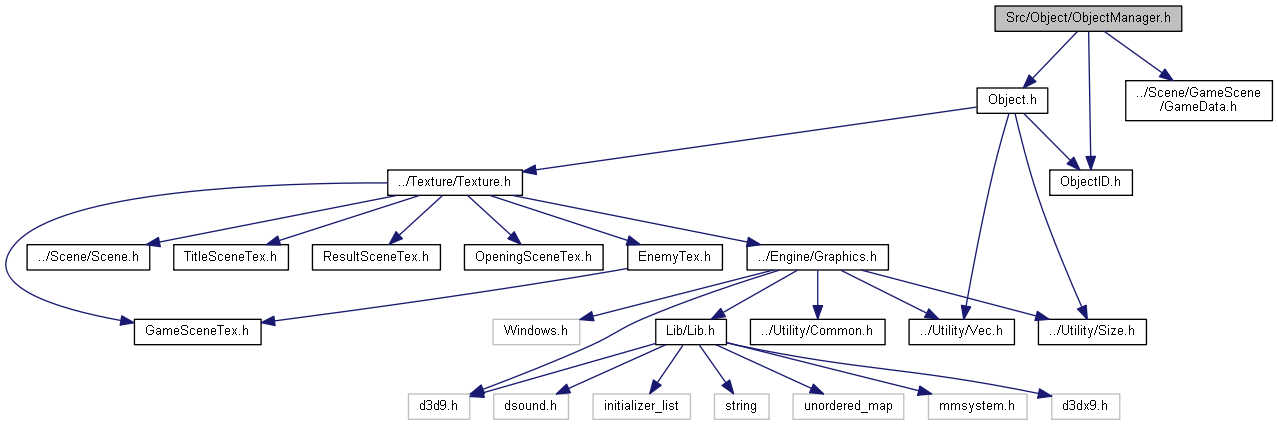 Src/Object/ObjectManager.h
Object.h
../Scene/GameScene
/GameData.h
../Texture/Texture.h
ObjectID.h
../Scene/Scene.h
TitleSceneTex.h
ResultSceneTex.h
OpeningSceneTex.h
EnemyTex.h
../Engine/Graphics.h
GameSceneTex.h
Windows.h
Lib/Lib.h
../Utility/Common.h
../Utility/Vec.h
../Utility/Size.h
d3d9.h
dsound.h
initializer_list
string
unordered_map
mmsystem.h
d3dx9.h